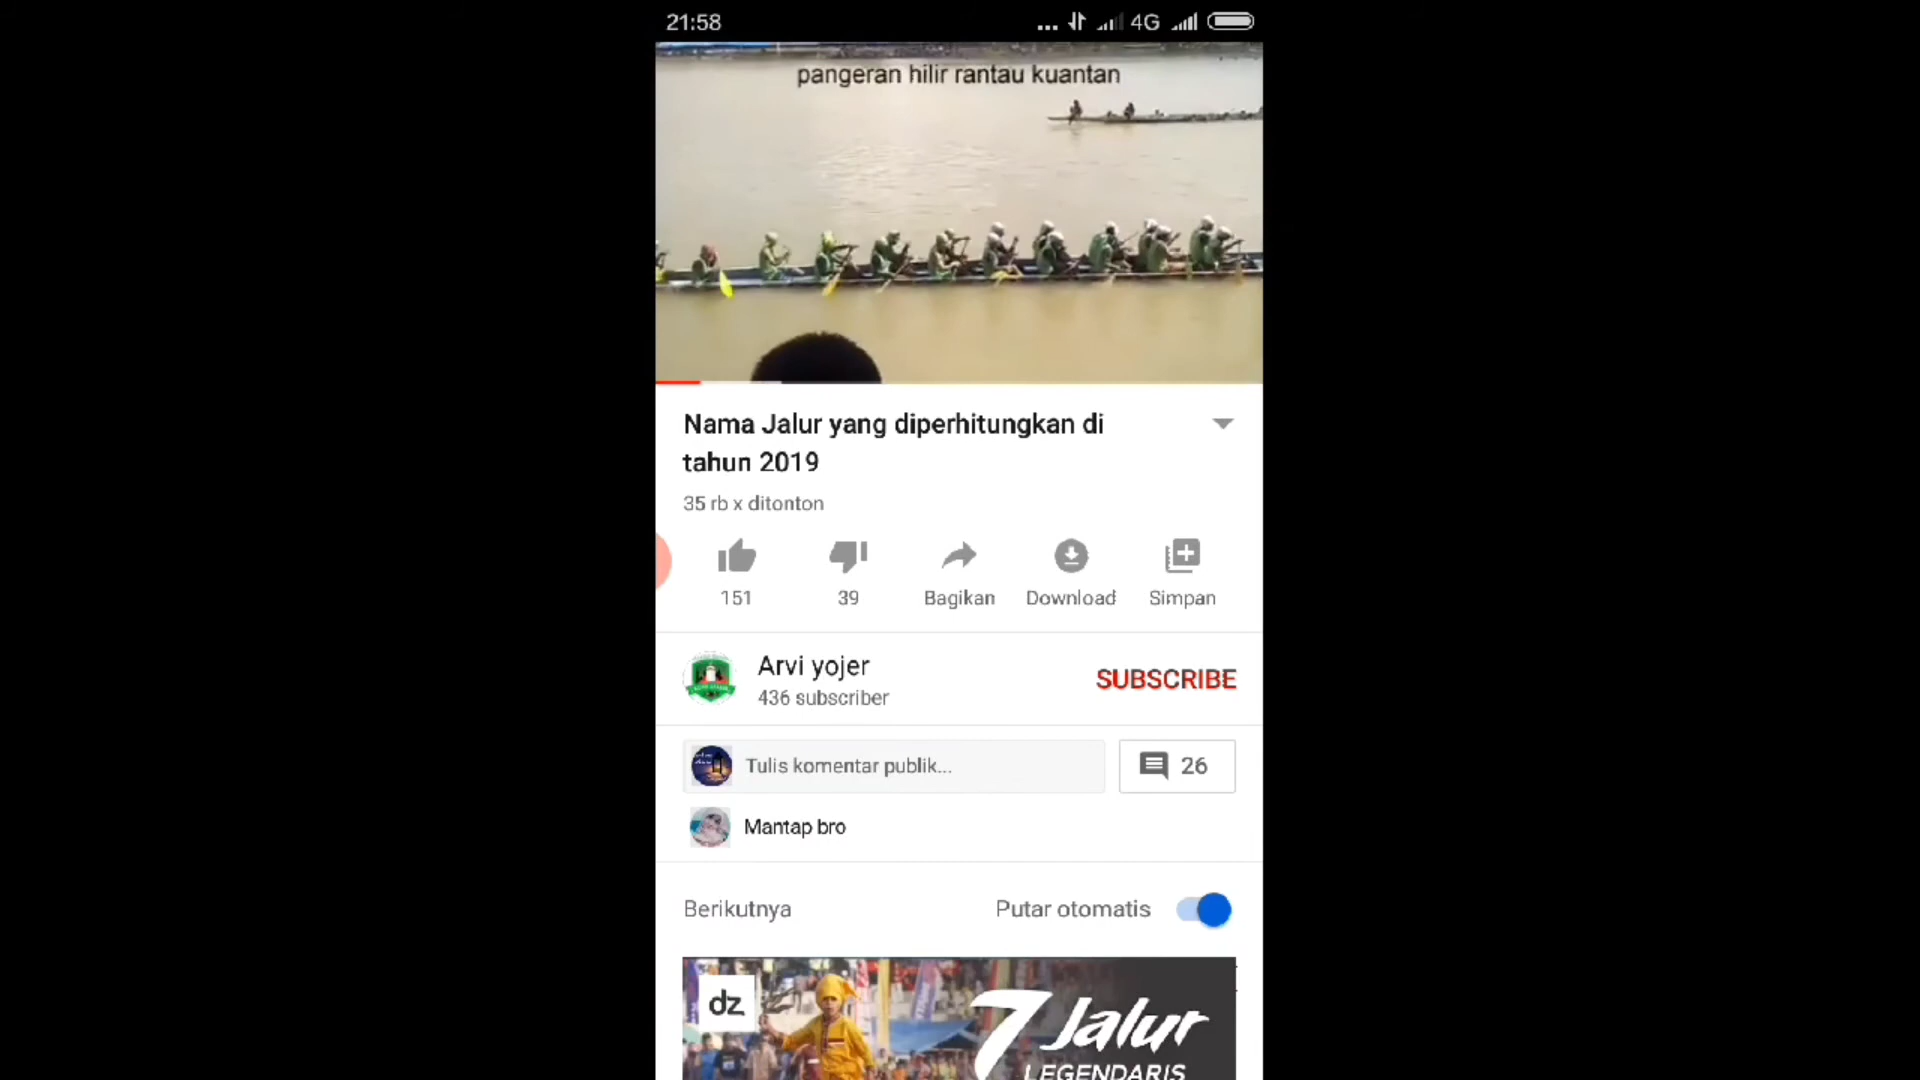 21:58
... 4G
pangeran hilir rantau kuantan
Nama Jalur yang diperhitungkan di
tahun 2019
35 rb x ditonton
151
39
Bagikan
Download
Simpan
Arvi yojer
436 subscriber
SUBSCRIBE
Tulis komentar publik...
26
Mantap bro
Berikutnya
Putar otomatis
dz
7 Jalur
LEGENDARIS